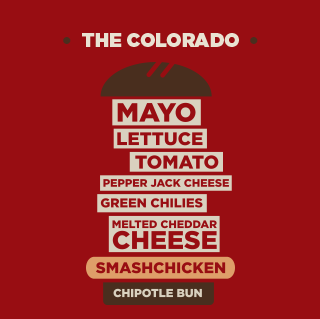 THE COLORADO
MAYO
LETTUCE
TOMATO
PEPPER JACK CHEESE
GREEN CHILIES
MELTED CHEDDAR
CHEESE
SMASHCHICKEN
CHIPOTLE BUN